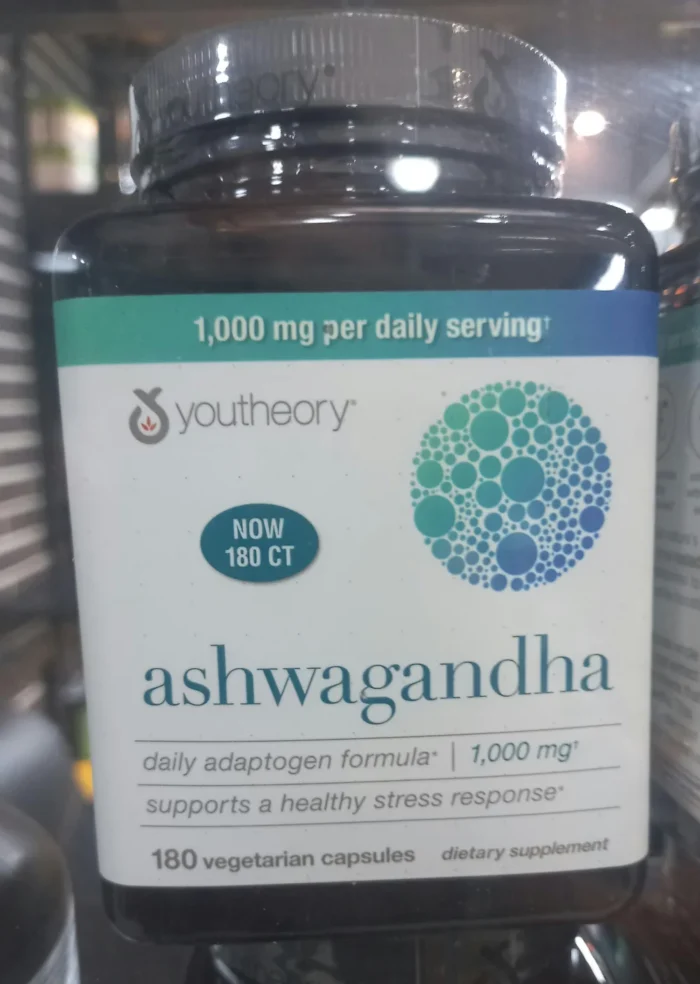 1,000 mg per daily serving†
youtheory®
NOW
180 CT
ashwagandha
daily adaptogen formula* | 1,000 mg†
supports a healthy stress response*
180 vegetarian capsules dietary supplement